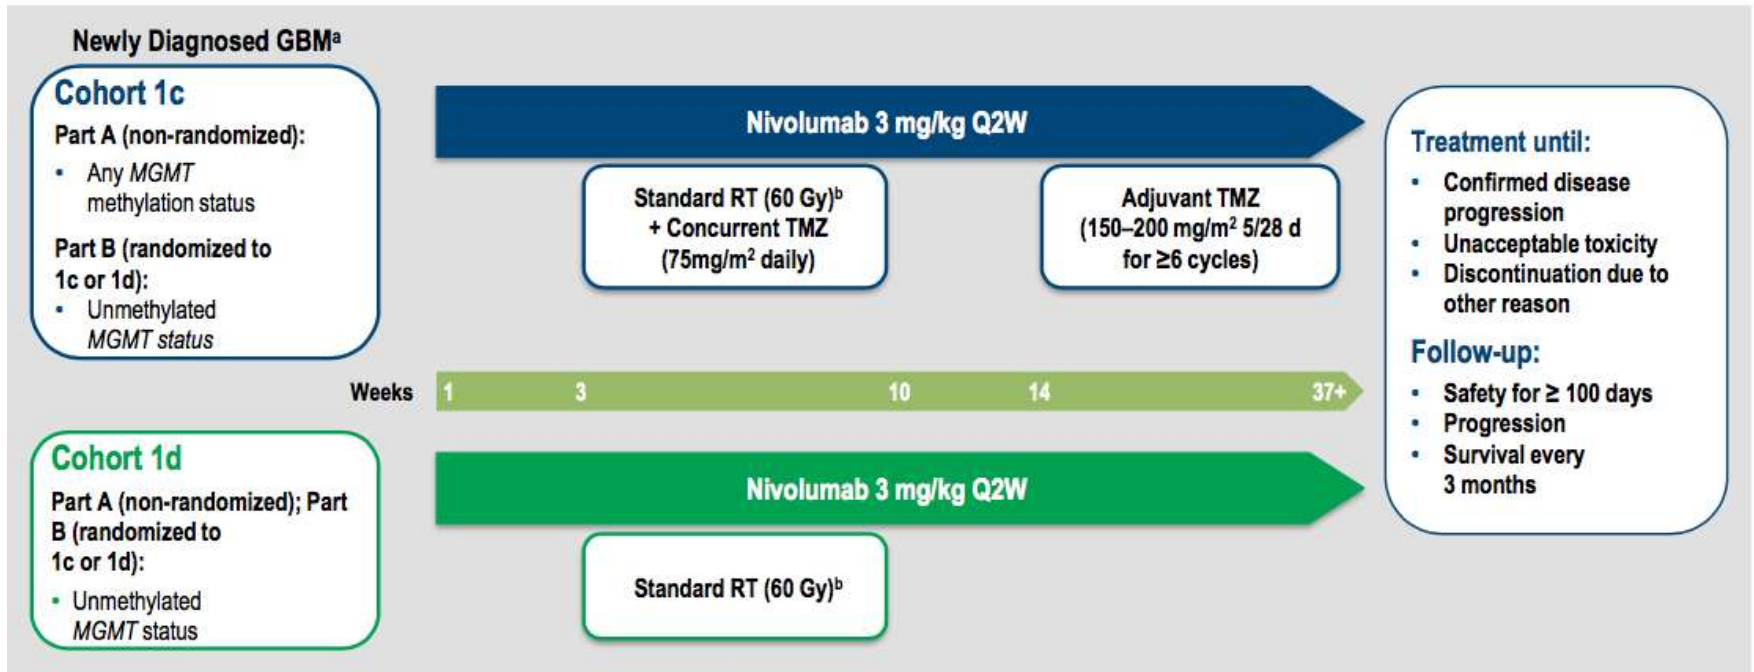 Newly Diagnosed GBMᵃ
Cohort 1c
Part A (non-randomized):
• Any MGMT
methylation status
Part B (randomized to
1c or 1d):
• Unmethylated
MGMT status
Nivolumab 3 mg/kg Q2W
Standard RT (60 Gy)ᵇ
+ Concurrent TMZ
(75mg/m² daily)
Adjuvant TMZ
(150–200 mg/m² 5/28 d
for ≥6 cycles)
Weeks 1 3 10 14 37+
Cohort 1d
Part A (non-randomized); Part
B (randomized to
1c or 1d):
• Unmethylated
MGMT status
Nivolumab 3 mg/kg Q2W
Standard RT (60 Gy)ᵇ
Treatment until:
• Confirmed disease
progression
• Unacceptable toxicity
• Discontinuation due to
other reason
Follow-up:
• Safety for ≥ 100 days
• Progression
• Survival every
3 months